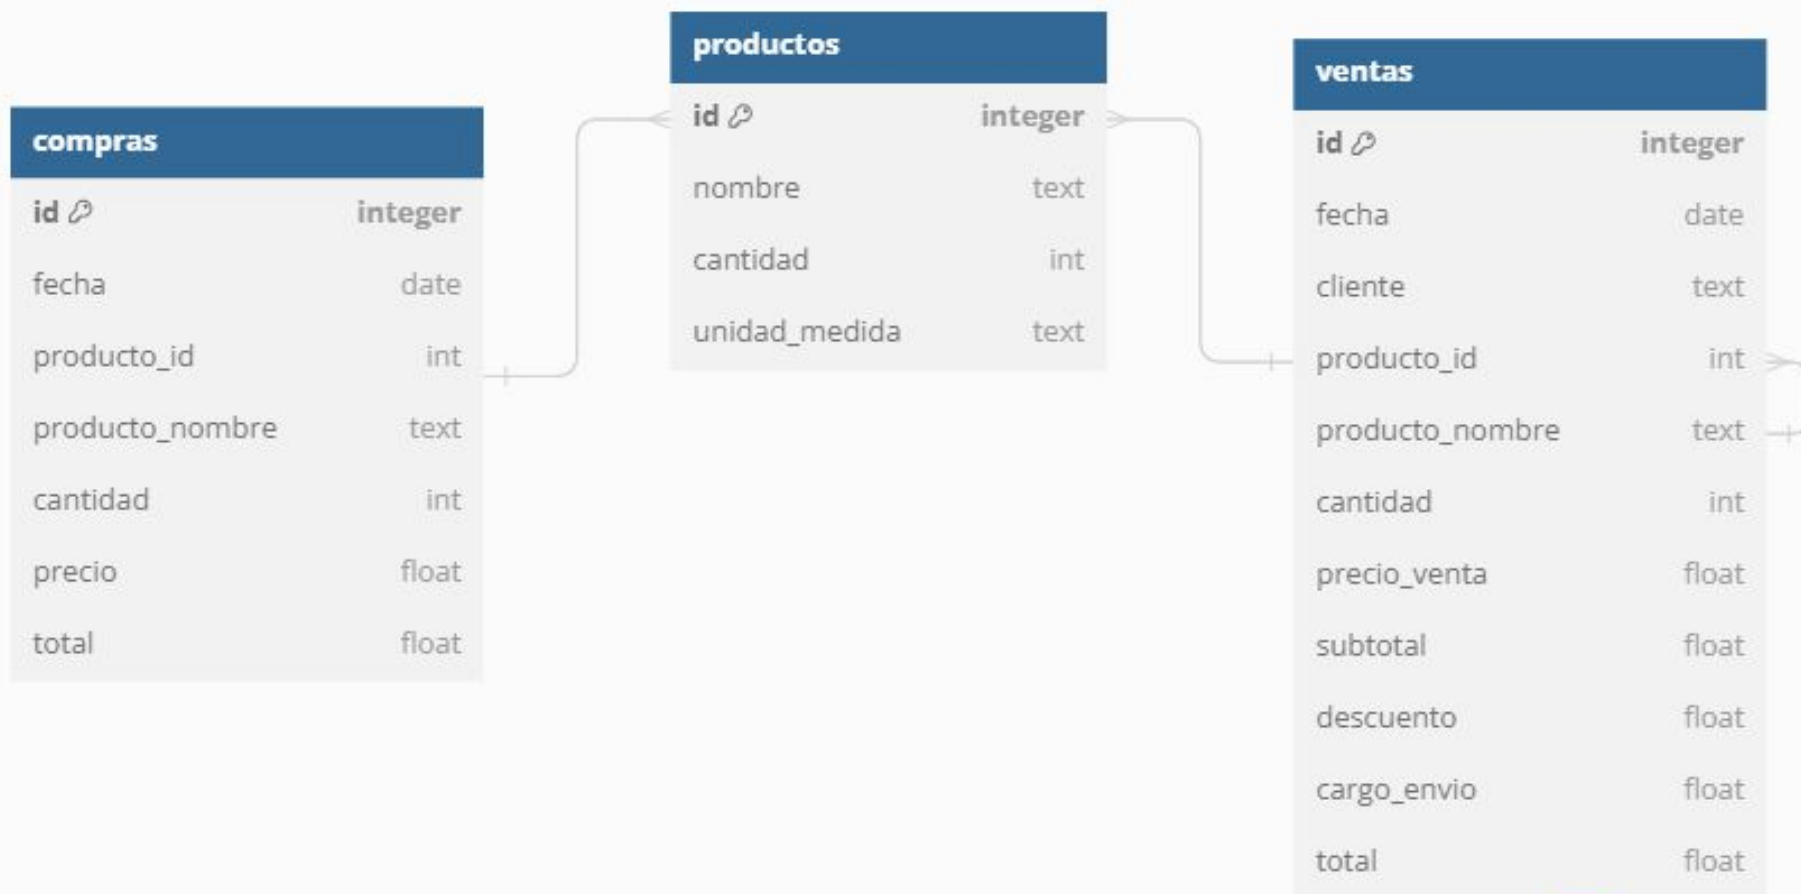 compras
id integer
fecha date
producto_id int
producto_nombre text
cantidad int
precio float
total float
productos
id integer
nombre text
cantidad int
unidad_medida text
ventas
id integer
fecha date
cliente text
producto_id int
producto_nombre text
cantidad int
precio_venta float
subtotal float
descuento float
cargo_envio float
total float